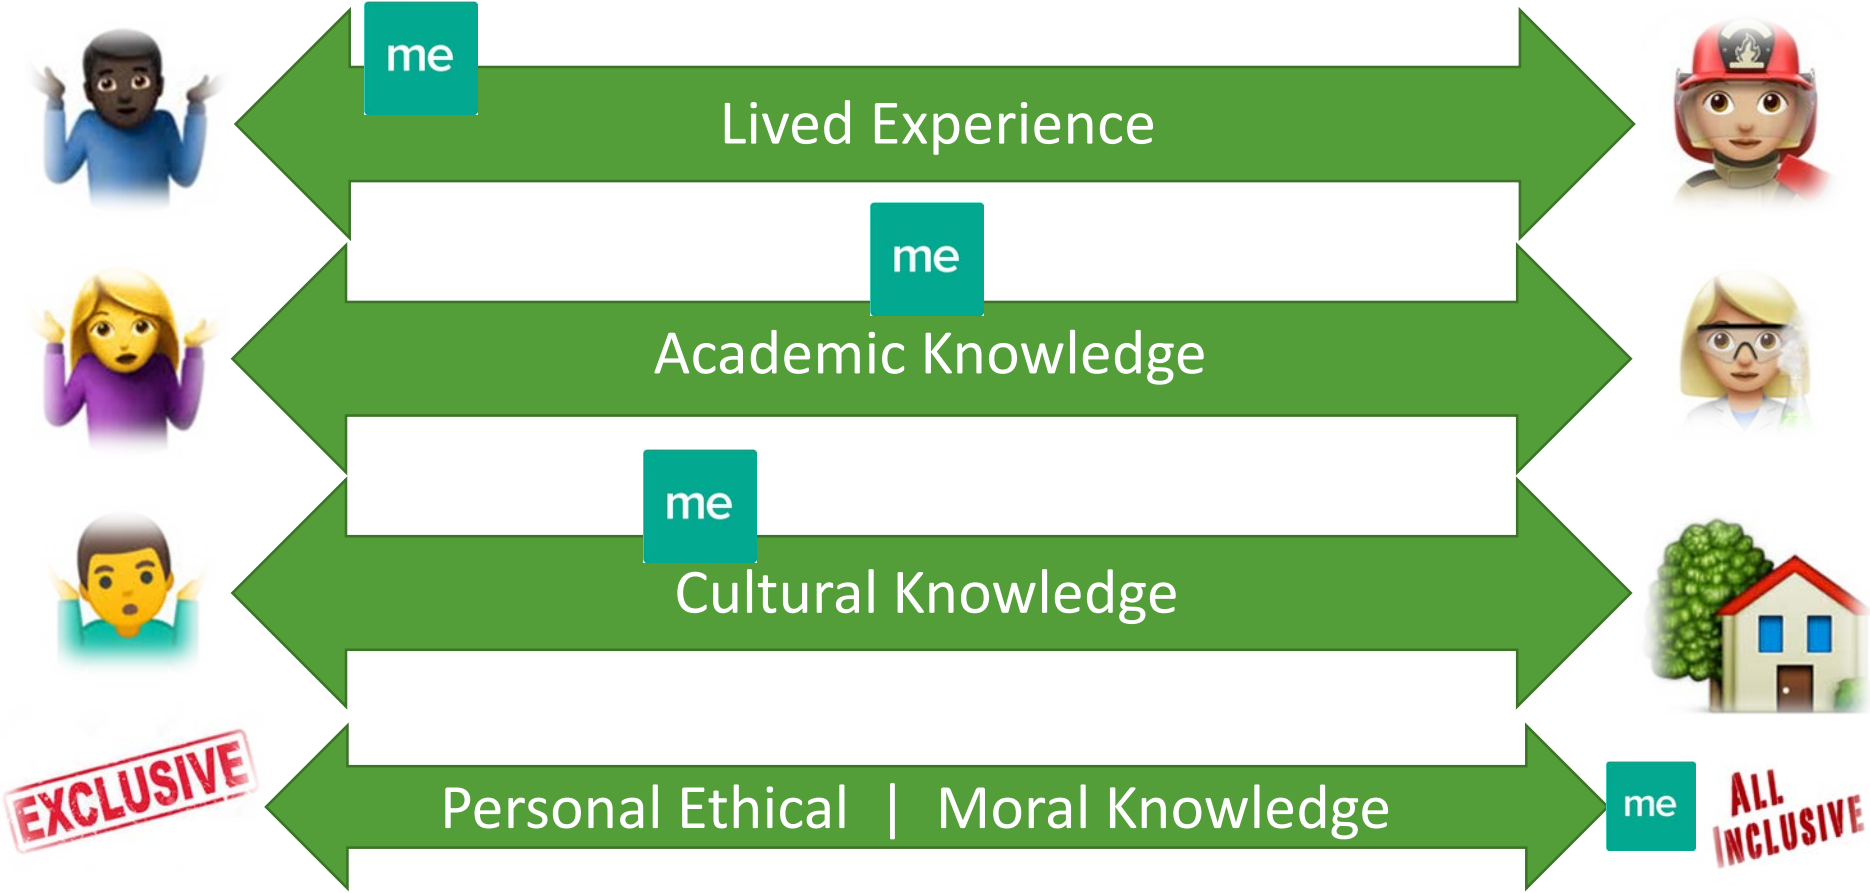 me
Lived Experience
me
Academic Knowledge
me
Cultural Knowledge
EXCLUSIVE
Personal Ethical | Moral Knowledge
me
ALL
INCLUSIVE